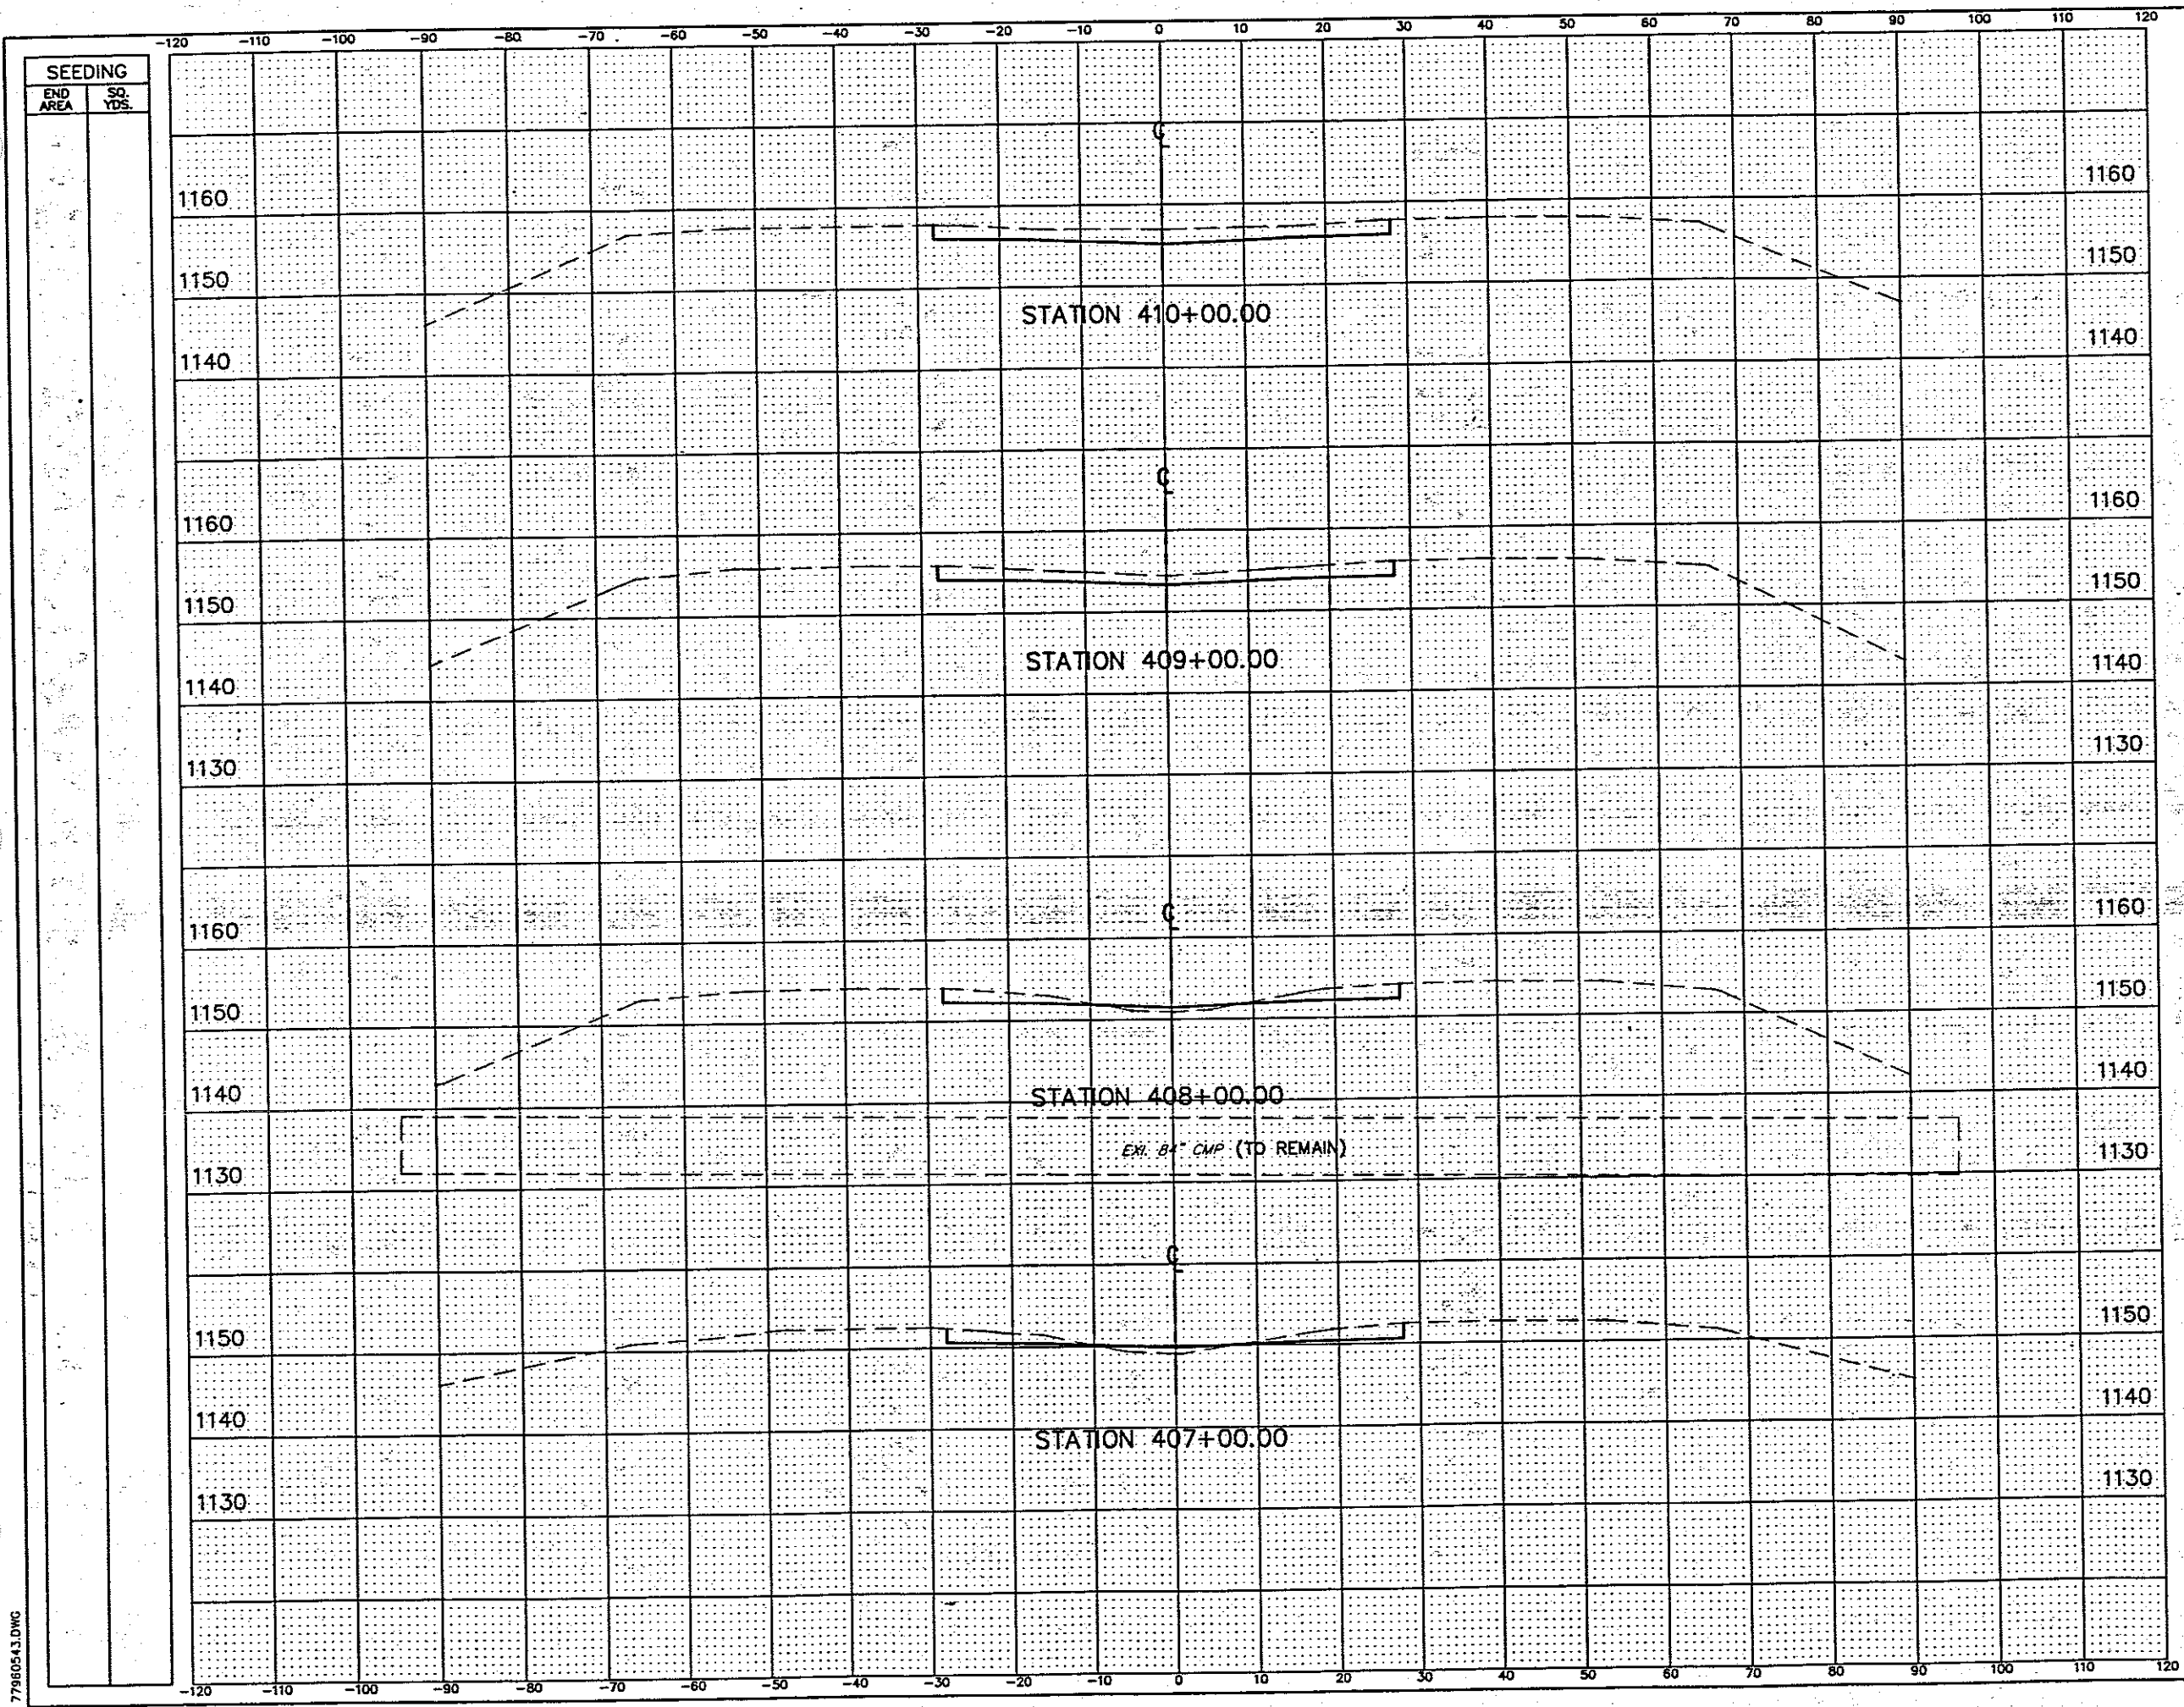 -120 -110 -100 -90 -80 -70 -60 -50 -40 -30 -20 -10 0 10 20 30 40 50 60 70 80 90 100 110 120
SEEDING
END AREA SQ. YDS.
℄
1160 1160
1150 1150
STATION 410+00.00
1140 1140
℄
1160 1160
1150 1150
STATION 409+00.00
1140 1140
1130 1130
℄
1160 1160
1150 1150
STATION 408+00.00
1140 1140
EXI. 84" CMP (TO REMAIN)
1130 1130
℄
1150 1150
1140 1140
STATION 407+00.00
1130 1130
-120 -110 -100 -90 -80 -70 -60 -50 -40 -30 -20 -10 0 10 20 30 40 50 60 70 80 90 100 110 120
77960543.DWG